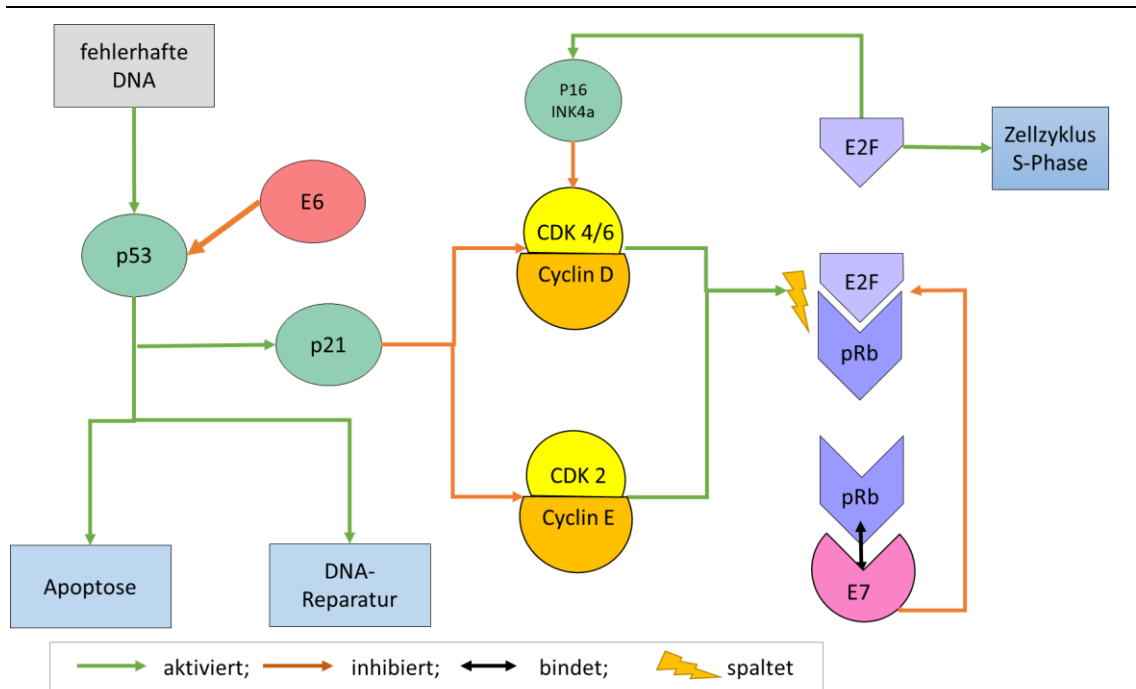 fehlerhafte
DNA
P16
INK4a
E2F
Zellzyklus
S-Phase
E6
p53
CDK 4/6
Cyclin D
E2F
pRb
p21
CDK 2
Cyclin E
pRb
E7
Apoptose
DNA-
Reparatur
aktiviert; inhibiert; bindet; spaltet